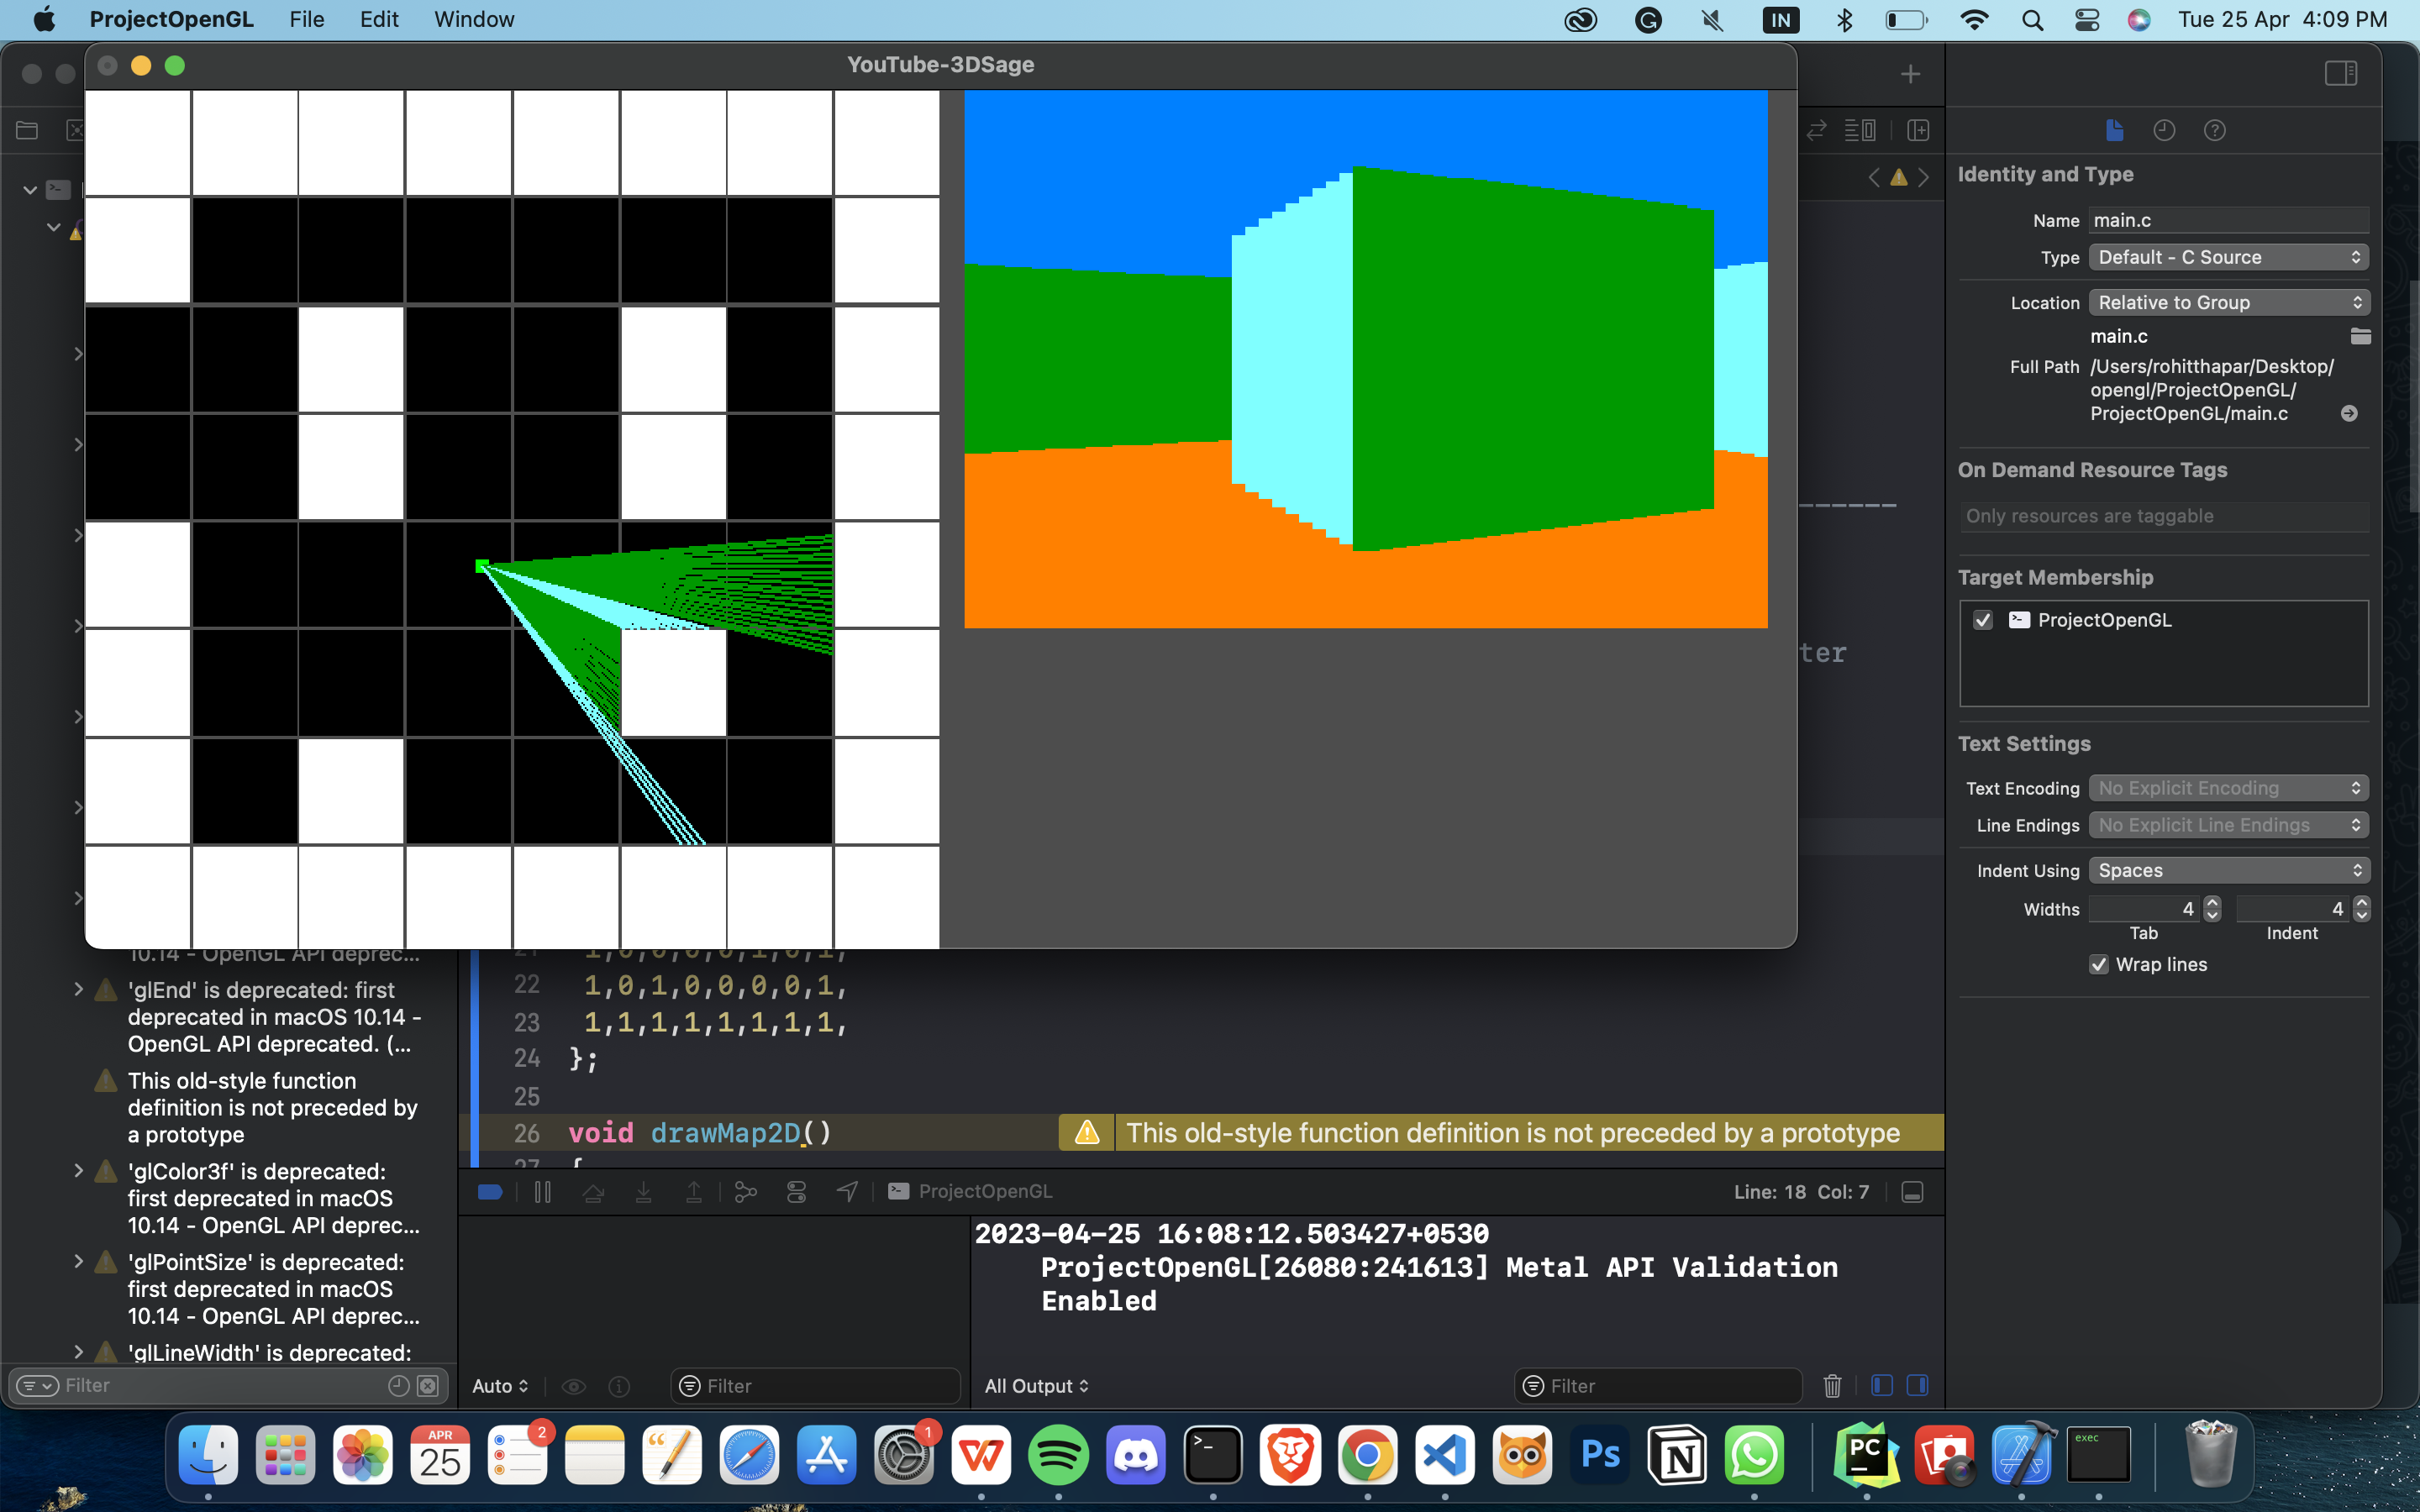 ProjectOpenGL File Edit Window IN Tue 25 Apr 4:09 PM
YouTube-3DSage
Identity and Type
Name main.c
Type Default - C Source
Location Relative to Group
main.c
Full Path /Users/rohitthapar/Desktop/
opengl/ProjectOpenGL/
ProjectOpenGL/main.c
On Demand Resource Tags
Only resources are taggable
Target Membership
ProjectOpenGL
ter
Text Settings
Text Encoding No Explicit Encoding
Line Endings No Explicit Line Endings
Indent Using Spaces
Widths 4 4
Tab Indent
Wrap lines
10.14 - OpenGL API deprec...
'glEnd' is deprecated: first
deprecated in macOS 10.14 -
OpenGL API deprecated. (...
This old-style function
definition is not preceded by
a prototype
'glColor3f' is deprecated:
first deprecated in macOS
10.14 - OpenGL API deprec...
'glPointSize' is deprecated:
first deprecated in macOS
10.14 - OpenGL API deprec...
'glLineWidth' is deprecated:
Filter
21 1,0,0,0,0,1,0,1,
22 1,0,1,0,0,0,0,1,
23 1,1,1,1,1,1,1,1,
24 };
25
26 void drawMap2D() This old-style function definition is not preceded by a prototype
27 {
ProjectOpenGL Line: 18 Col: 7
2023-04-25 16:08:12.503427+0530
ProjectOpenGL[26080:241613] Metal API Validation
Enabled
Auto Filter All Output Filter
APR
25
2
1
Ps
PC
exec